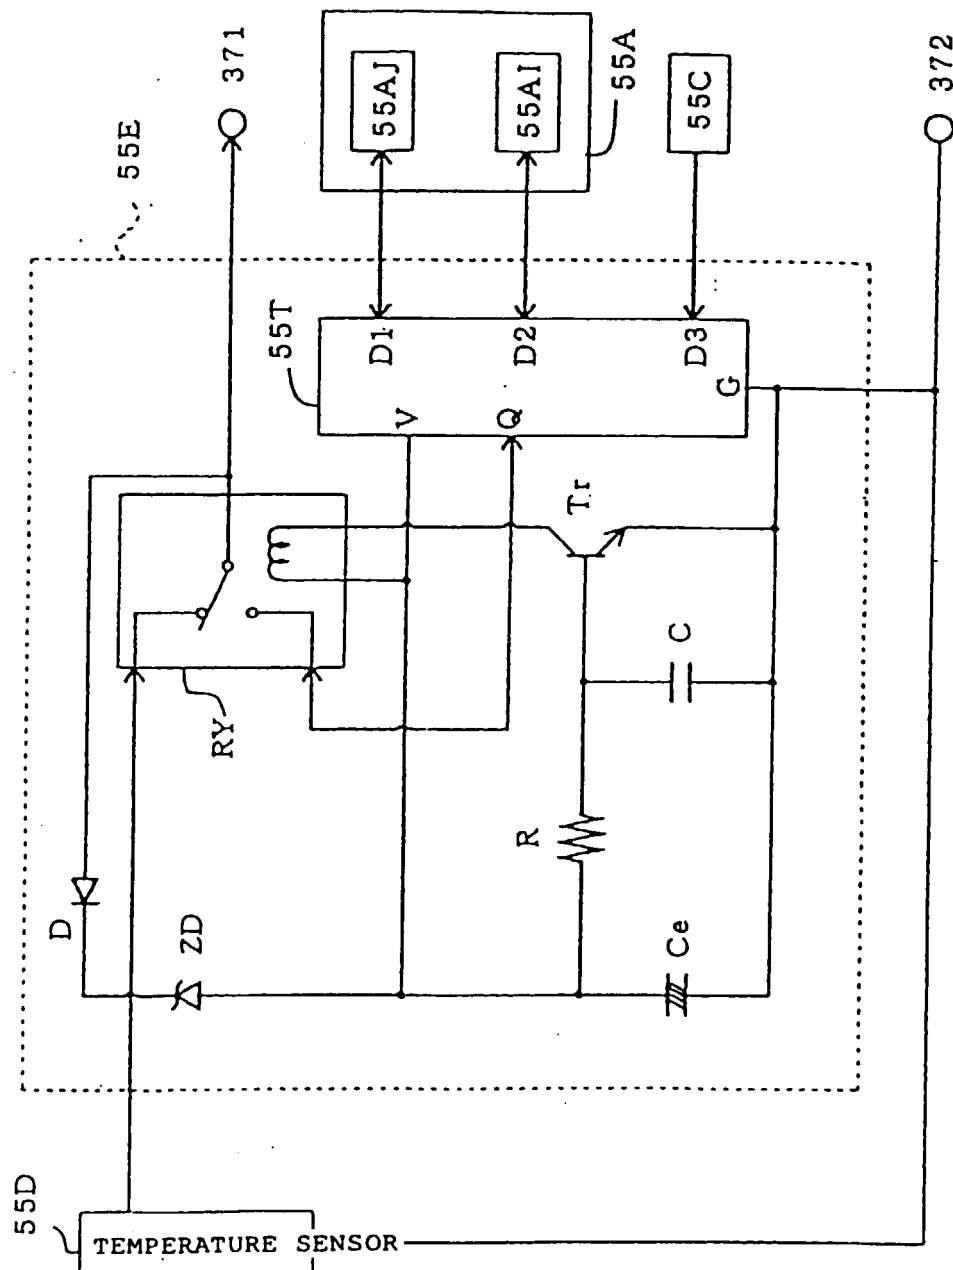 371
372
55AJ
55AI
55A
55C
55E
55T
D1
D2
D3
V
Q
G
Tr
RY
C
R
D
ZD
Ce
55D
TEMPERATURE SENSOR